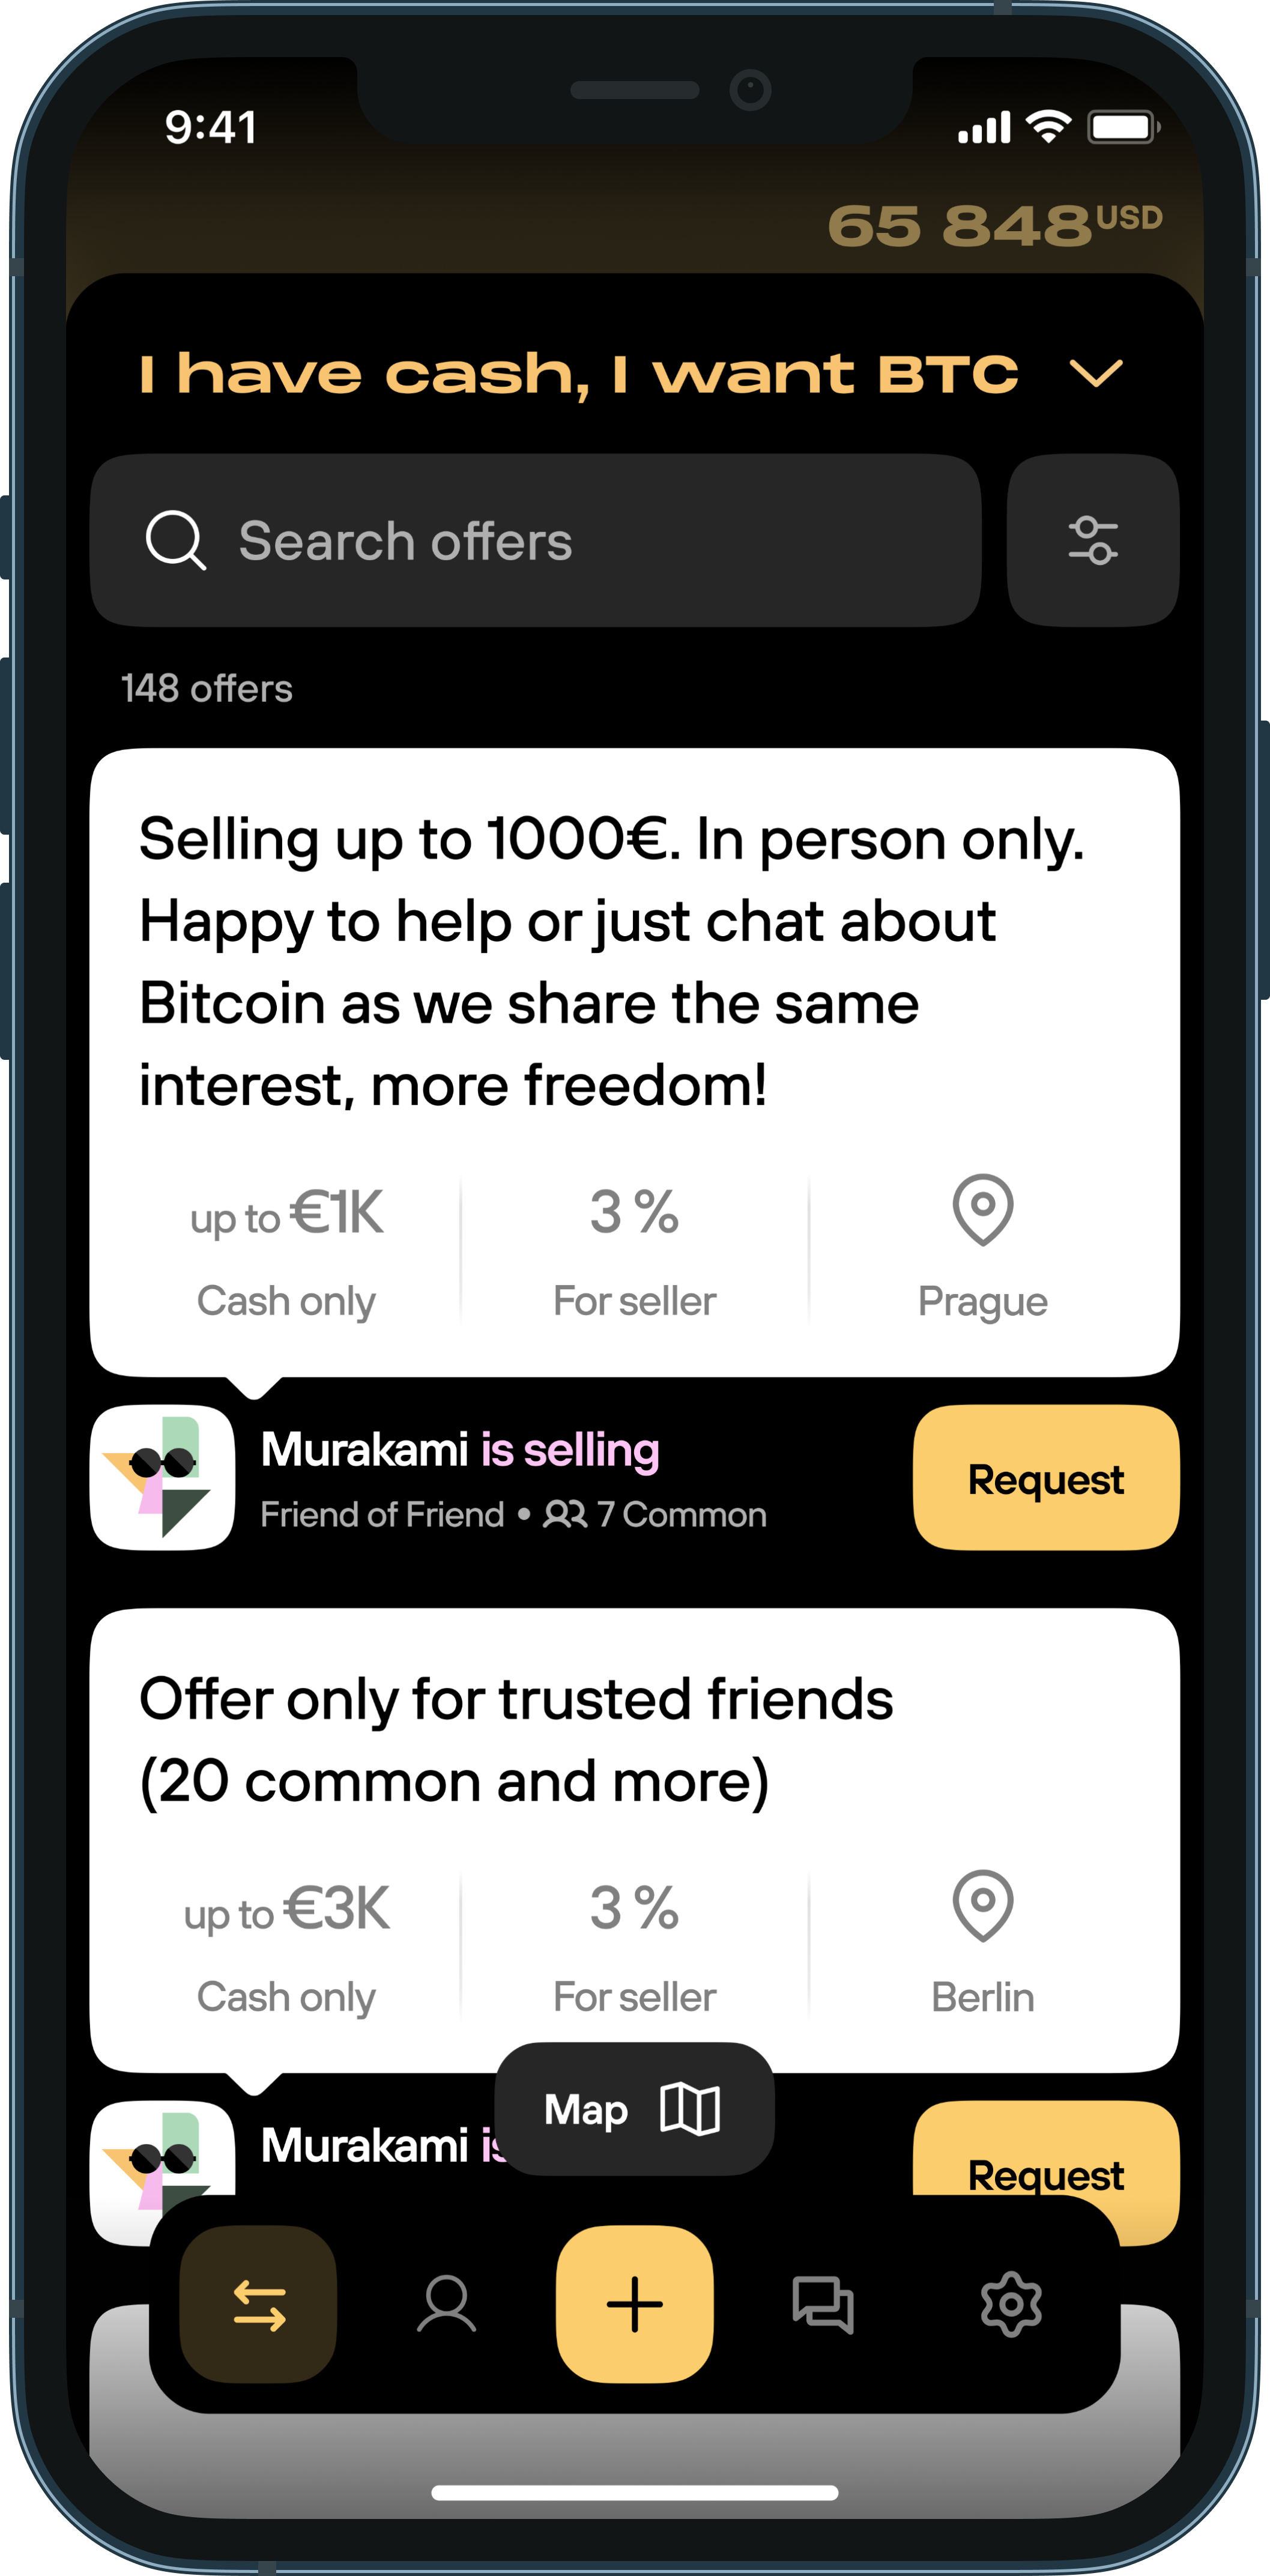 9:41
65 848 USD
I have cash, I want BTC
Search offers
148 offers
Selling up to 1000€. In person only.
Happy to help or just chat about
Bitcoin as we share the same
interest, more freedom!
up to €1K
3 %
Cash only
For seller
Prague
Murakami is selling
Friend of Friend • 7 Common
Request
Offer only for trusted friends
(20 common and more)
up to €3K
3 %
Cash only
For seller
Berlin
Map
Murakami is
Request